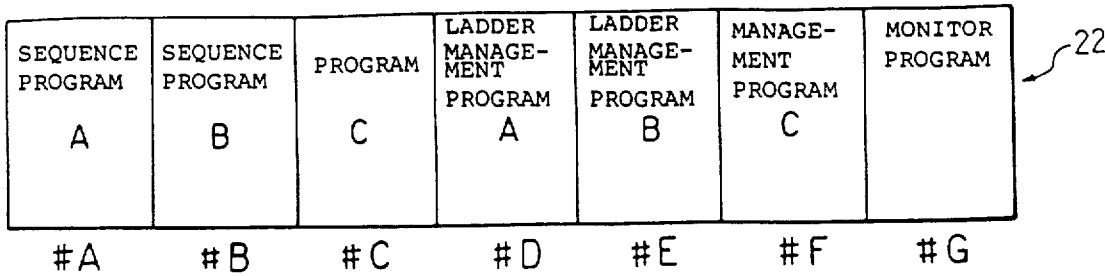 SEQUENCE
PROGRAM
A
SEQUENCE
PROGRAM
B
PROGRAM
C
LADDER
MANAGE-
MENT
PROGRAM
A
LADDER
MANAGE-
MENT
PROGRAM
B
MANAGE-
MENT
PROGRAM
C
MONITOR
PROGRAM
22
#A #B #C #D #E #F #G